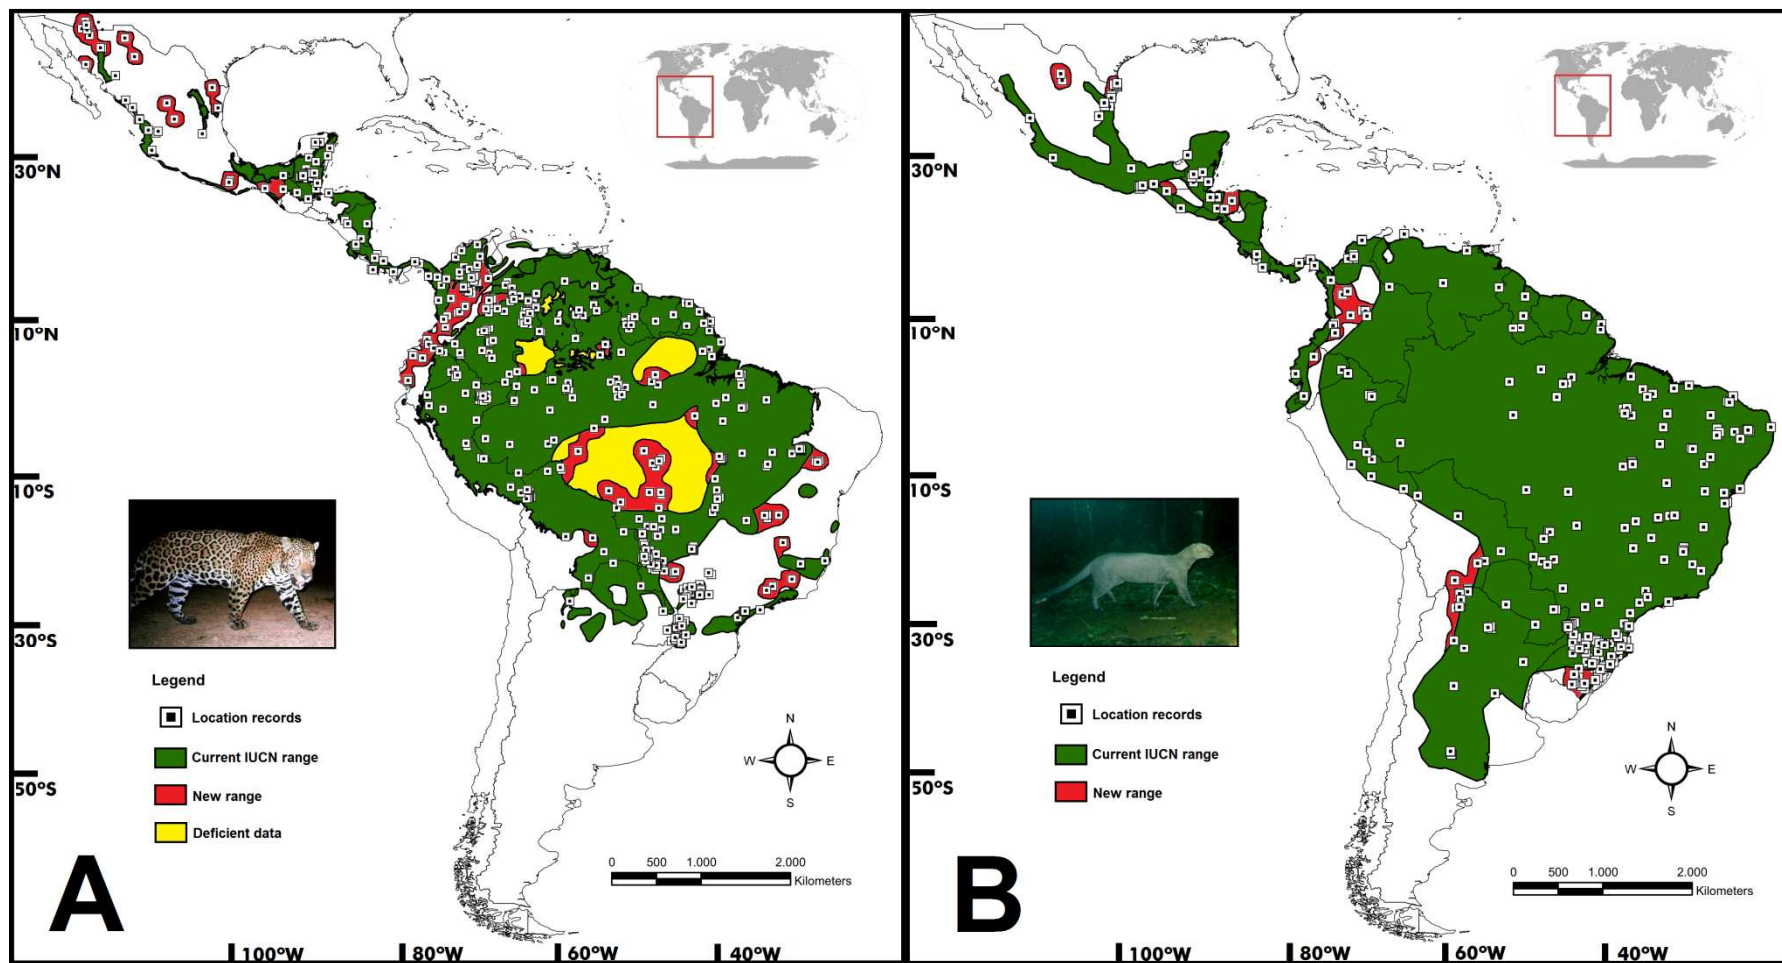 30ºN
10ºN
10ºS
30ºS
50ºS
Legend
Location records
Current IUCN range
New range
Deficient data
N
W
E
S
0 500 1.000 2.000
Kilometers
A
100ºW 80ºW 60ºW 40ºW
30ºN
10ºN
10ºS
30ºS
50ºS
Legend
Location records
Current IUCN range
New range
N
W
E
S
0 500 1.000 2.000
Kilometers
B
100ºW 80ºW 60ºW 40ºW